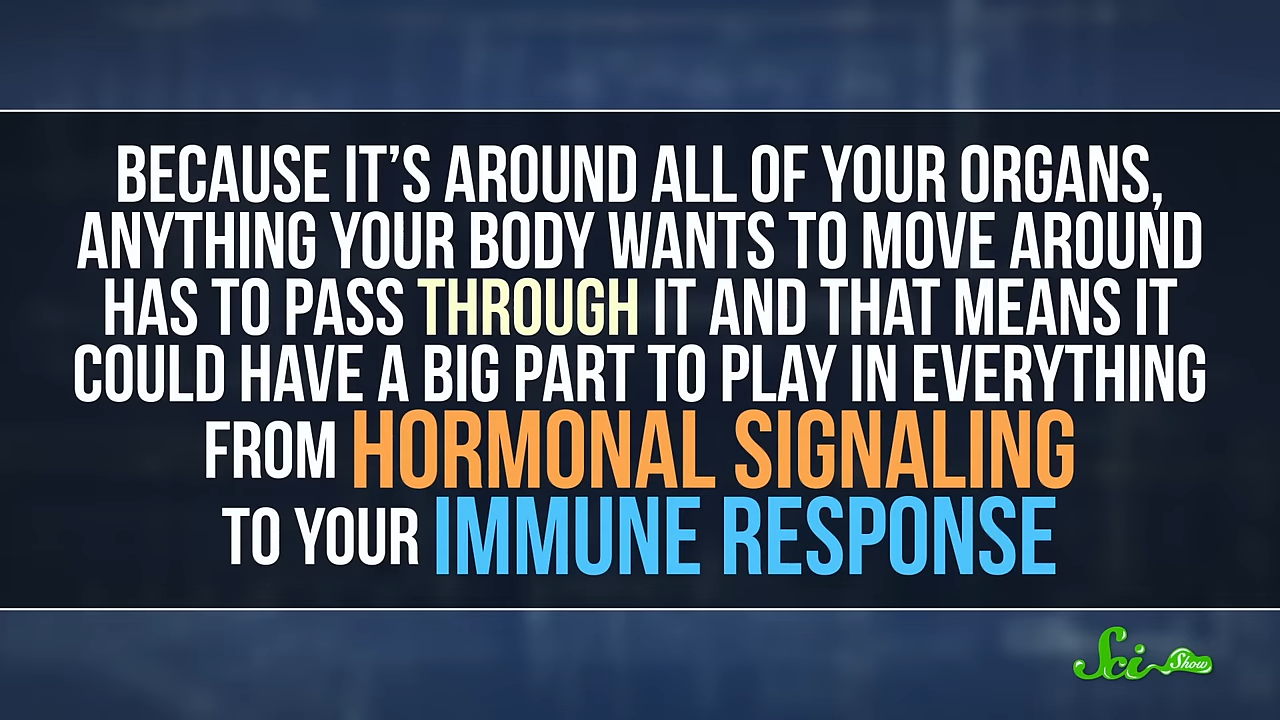 BECAUSE IT'S AROUND ALL OF YOUR ORGANS,
ANYTHING YOUR BODY WANTS TO MOVE AROUND
HAS TO PASS THROUGH IT AND THAT MEANS IT
COULD HAVE A BIG PART TO PLAY IN EVERYTHING
FROM HORMONAL SIGNALING
TO YOUR IMMUNE RESPONSE
Sci Show